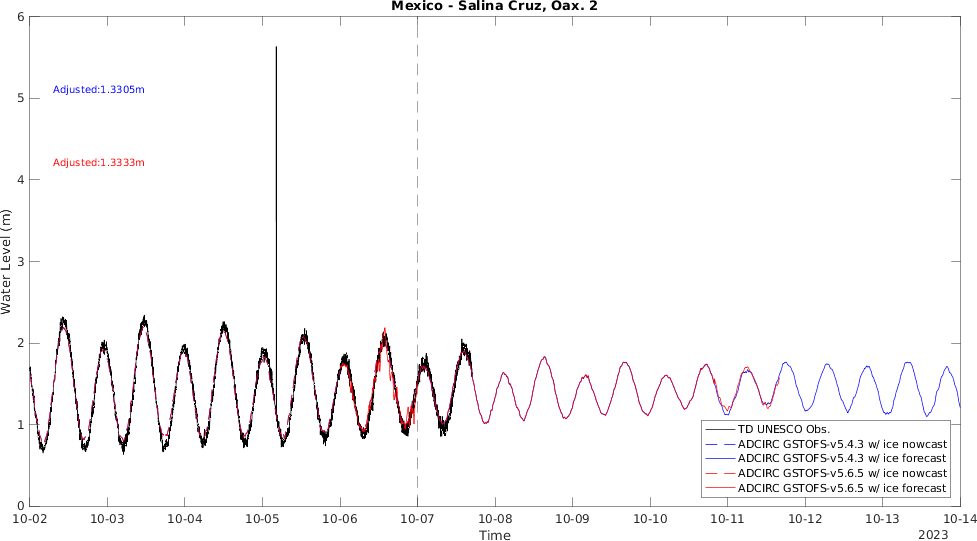 Mexico - Salina Cruz, Oax. 2
6
5
4
3
2
1
0
Water Level (m)
Adjusted:1.3305m
Adjusted:1.3333m
TD UNESCO Obs.
ADCIRC GSTOFS-v5.4.3 w/ ice nowcast
ADCIRC GSTOFS-v5.4.3 w/ ice forecast
ADCIRC GSTOFS-v5.6.5 w/ ice nowcast
ADCIRC GSTOFS-v5.6.5 w/ ice forecast
10-02 10-03 10-04 10-05 10-06 10-07 10-08 10-09 10-10 10-11 10-12 10-13 10-14
Time
2023